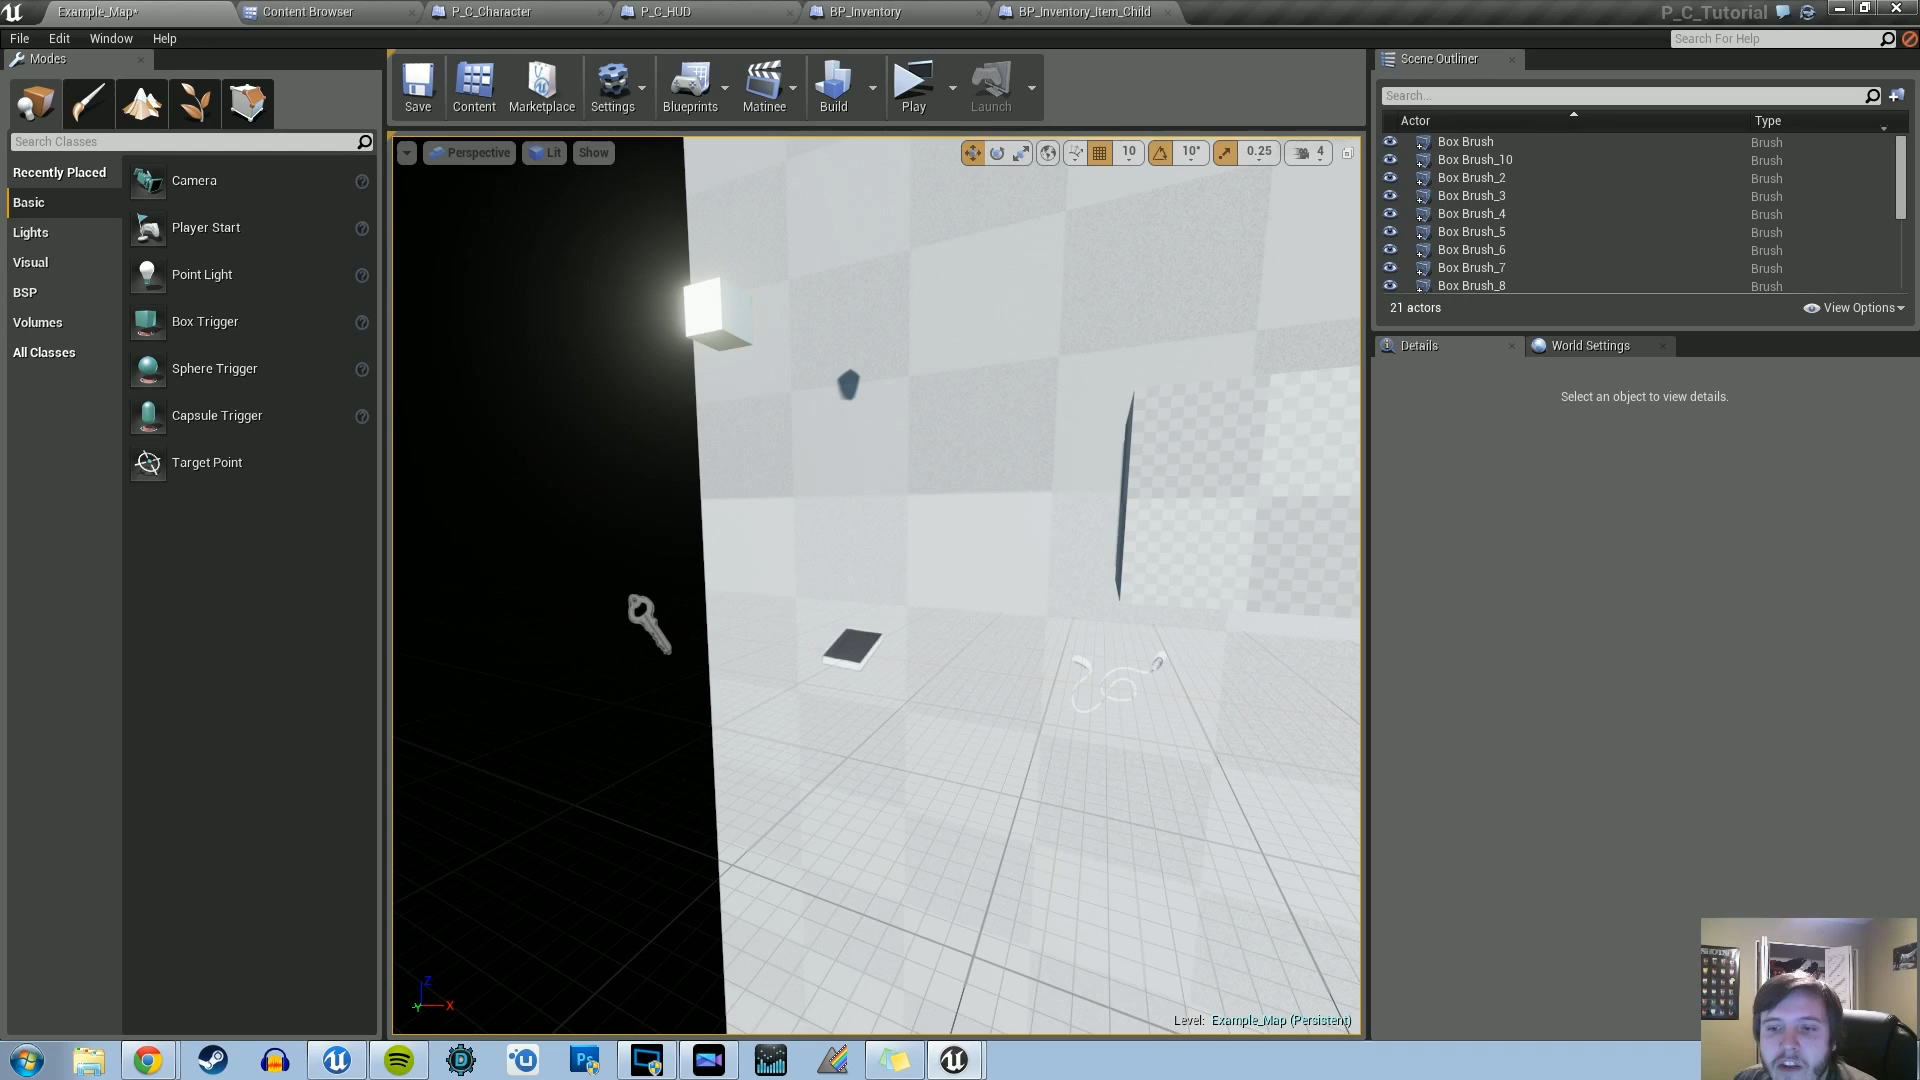 Example_Map*
Content Browser
P_C_Character
P_C_HUD
BP_Inventory
BP_Inventory_Item_Child
P_C_Tutorial
File Edit Window Help
Search For Help
Modes
Save
Content
Marketplace
Settings
Blueprints
Matinee
Build
Play
Launch
Scene Outliner
Search...
Actor Type
Search Classes
Recently Placed
Basic
Lights
Visual
BSP
Volumes
All Classes
Camera
Player Start
Point Light
Box Trigger
Sphere Trigger
Capsule Trigger
Target Point
Perspective
Lit
Show
10
10°
0.25
4
Box Brush Brush
Box Brush_10 Brush
Box Brush_2 Brush
Box Brush_3 Brush
Box Brush_4 Brush
Box Brush_5 Brush
Box Brush_6 Brush
Box Brush_7 Brush
Box Brush_8 Brush
21 actors
View Options
Details
World Settings
Select an object to view details.
Z
Y
X
Level: Example_Map (Persistent)
Ps